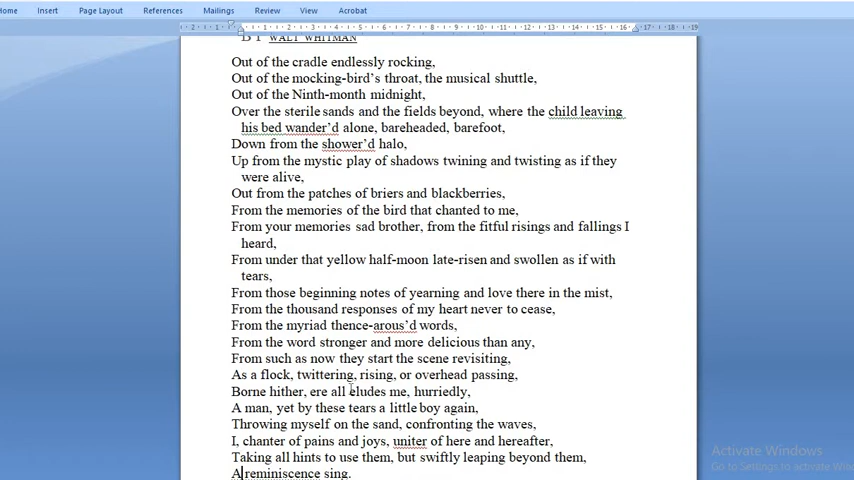 Home Insert Page Layout References Mailings Review View Acrobat
BY WALT WHITMAN
Out of the cradle endlessly rocking,
Out of the mocking-bird's throat, the musical shuttle,
Out of the Ninth-month midnight,
Over the sterile sands and the fields beyond, where the child leaving
his bed wander'd alone, bareheaded, barefoot,
Down from the shower'd halo,
Up from the mystic play of shadows twining and twisting as if they
were alive,
Out from the patches of briers and blackberries,
From the memories of the bird that chanted to me,
From your memories sad brother, from the fitful risings and fallings I
heard,
From under that yellow half-moon late-risen and swollen as if with
tears,
From those beginning notes of yearning and love there in the mist,
From the thousand responses of my heart never to cease,
From the myriad thence-arous'd words,
From the word stronger and more delicious than any,
From such as now they start the scene revisiting,
As a flock, twittering, rising, or overhead passing,
Borne hither, ere all eludes me, hurriedly,
A man, yet by these tears a little boy again,
Throwing myself on the sand, confronting the waves,
I, chanter of pains and joys, uniter of here and hereafter,
Taking all hints to use them, but swiftly leaping beyond them,
A reminiscence sing.
Activate Windows
Go to Settings to activate Win